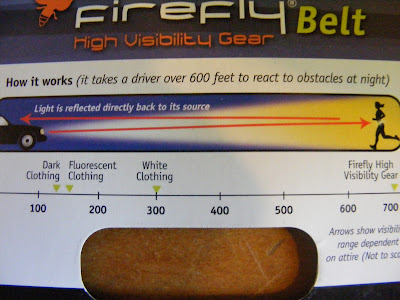 firefly® Belt
High Visibility Gear
How it works (it takes a driver over 600 feet to react to obstacles at night)
Light is reflected directly back to its source
Dark Clothing
Fluorescent Clothing
White Clothing
Firefly High Visibility Gear
100 200 300 400 500 600 700
Arrows show visibili
range dependent
on attire (Not to sca